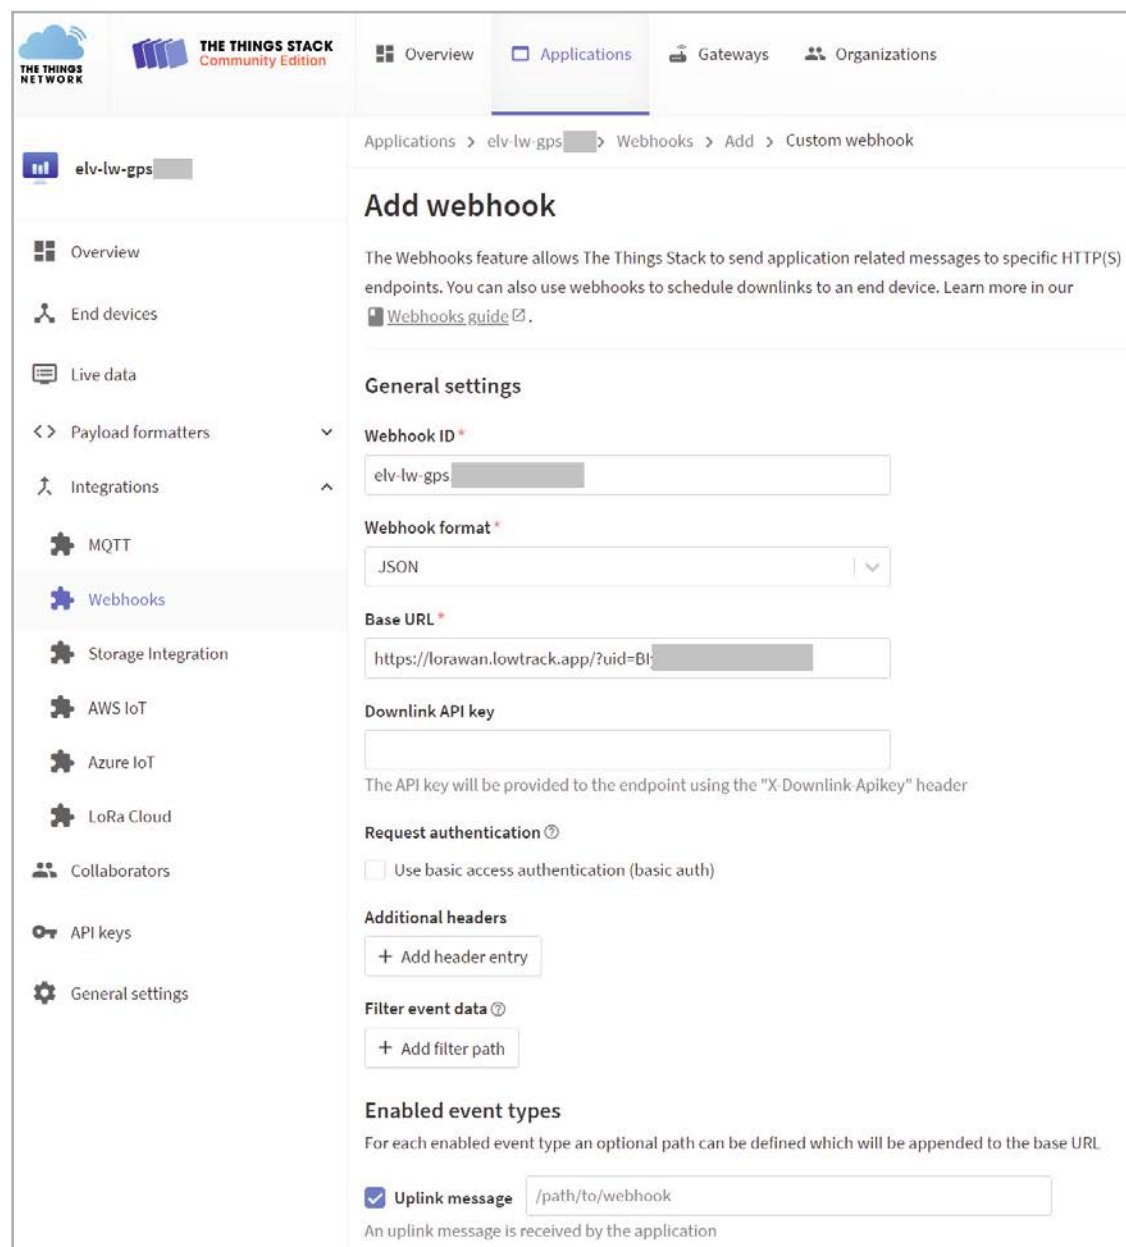 THE THINGS
NETWORK
THE THINGS STACK
Community Edition
Overview
Applications
Gateways
Organizations
elv-lw-gps
Overview
End devices
Live data
Payload formatters
Integrations
MQTT
Webhooks
Storage Integration
AWS IoT
Azure IoT
LoRa Cloud
Collaborators
API keys
General settings
Applications > elv-lw-gps > Webhooks > Add > Custom webhook
Add webhook
The Webhooks feature allows The Things Stack to send application related messages to specific HTTP(S)
endpoints. You can also use webhooks to schedule downlinks to an end device. Learn more in our
Webhooks guide.
General settings
Webhook ID *
elv-lw-gps
Webhook format *
JSON
Base URL *
https://lorawan.lowtrack.app/?uid=BI
Downlink API key
The API key will be provided to the endpoint using the "X-Downlink-Apikey" header
Request authentication
Use basic access authentication (basic auth)
Additional headers
+ Add header entry
Filter event data
+ Add filter path
Enabled event types
For each enabled event type an optional path can be defined which will be appended to the base URL
Uplink message /path/to/webhook
An uplink message is received by the application